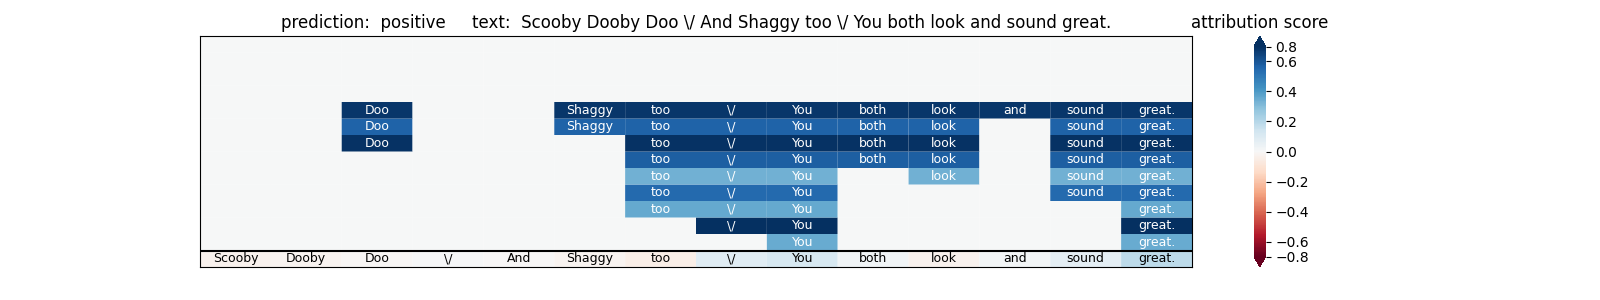 prediction: positive text: Scooby Dooby Doo \/ And Shaggy too \/ You both look and sound great. attribution score
Doo Shaggy too \/ You both look and sound great.
Doo Shaggy too \/ You both look sound great.
Doo too \/ You both look sound great.
too \/ You both look sound great.
too \/ You look sound great.
too \/ You sound great.
too \/ You great.
\/ You great.
You great.
Scooby Dooby Doo \/ And Shaggy too \/ You both look and sound great.
0.8
0.6
0.4
0.2
0.0
−0.2
−0.4
−0.6
−0.8